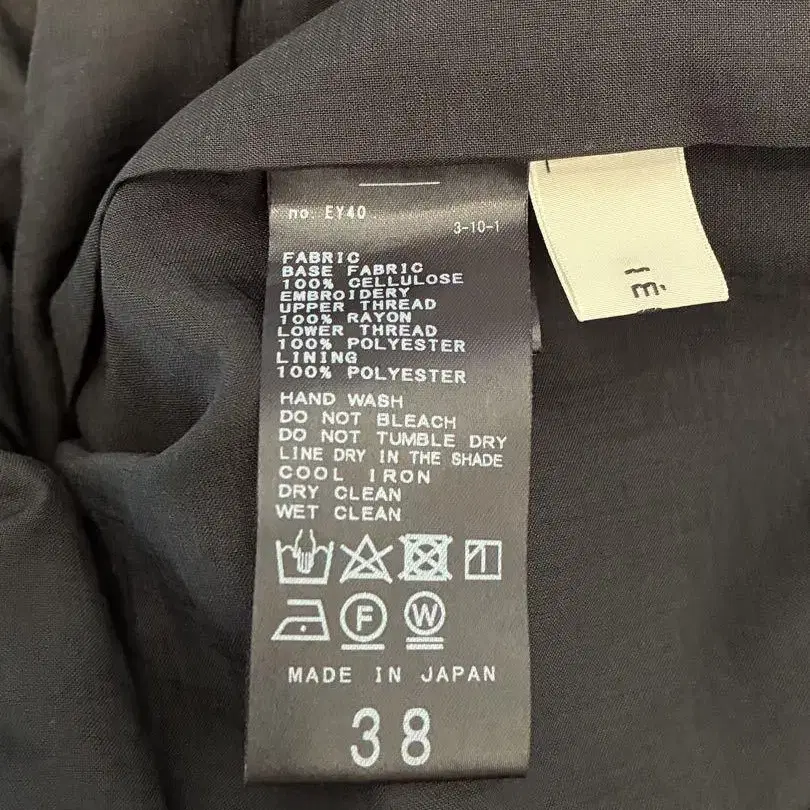 no. EY40
3-10-1
FABRIC
BASE FABRIC
100% CELLULOSE
EMBROIDERY
UPPER THREAD
100% RAYON
LOWER THREAD
100% POLYESTER
LINING
100% POLYESTER
HAND WASH
DO NOT BLEACH
DO NOT TUMBLE DRY
LINE DRY IN THE SHADE
COOL IRON
DRY CLEAN
WET CLEAN
F W
MADE IN JAPAN
38